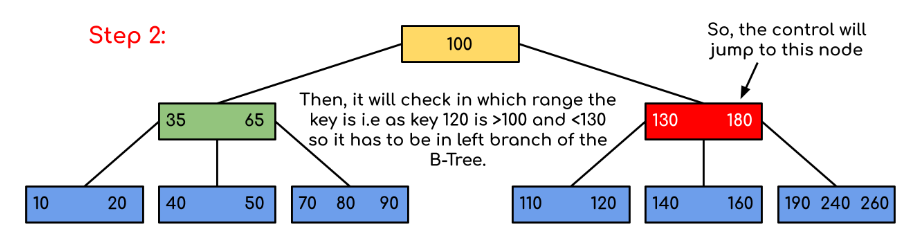 Step 2:
100
So, the control will
jump to this node
Then, it will check in which range the
key is i.e as key 120 is >100 and <130
so it has to be in left branch of the
B-Tree.
35 65
130 180
10 20
40 50
70 80 90
110 120
140 160
190 240 260